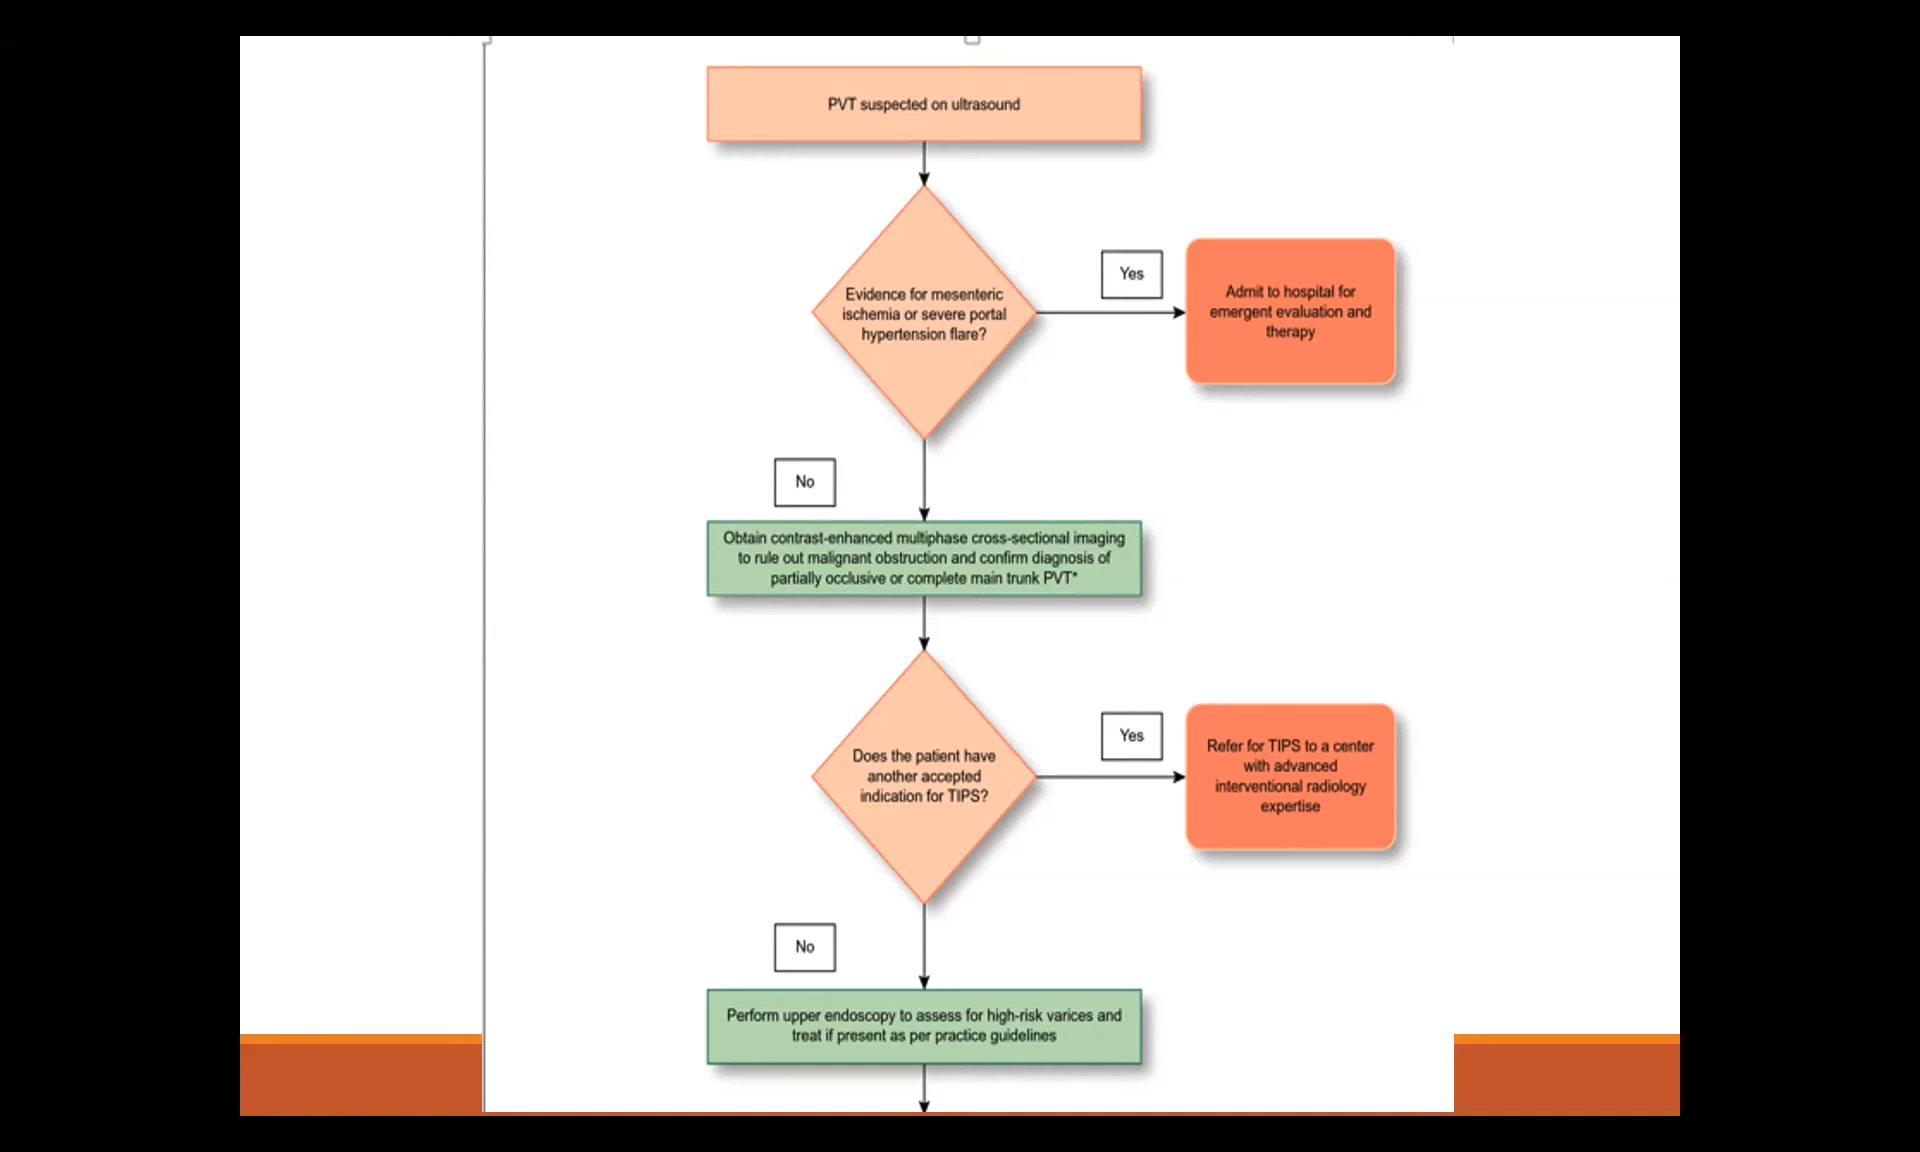 PVT suspected on ultrasound
Evidence for mesenteric
ischemia or severe portal
hypertension flare?
Yes
Admit to hospital for
emergent evaluation and
therapy
No
Obtain contrast-enhanced multiphase cross-sectional imaging
to rule out malignant obstruction and confirm diagnosis of
partially occlusive or complete main trunk PVT*
Does the patient have
another accepted
indication for TIPS?
Yes
Refer for TIPS to a center
with advanced
interventional radiology
expertise
No
Perform upper endoscopy to assess for high-risk varices and
treat if present as per practice guidelines